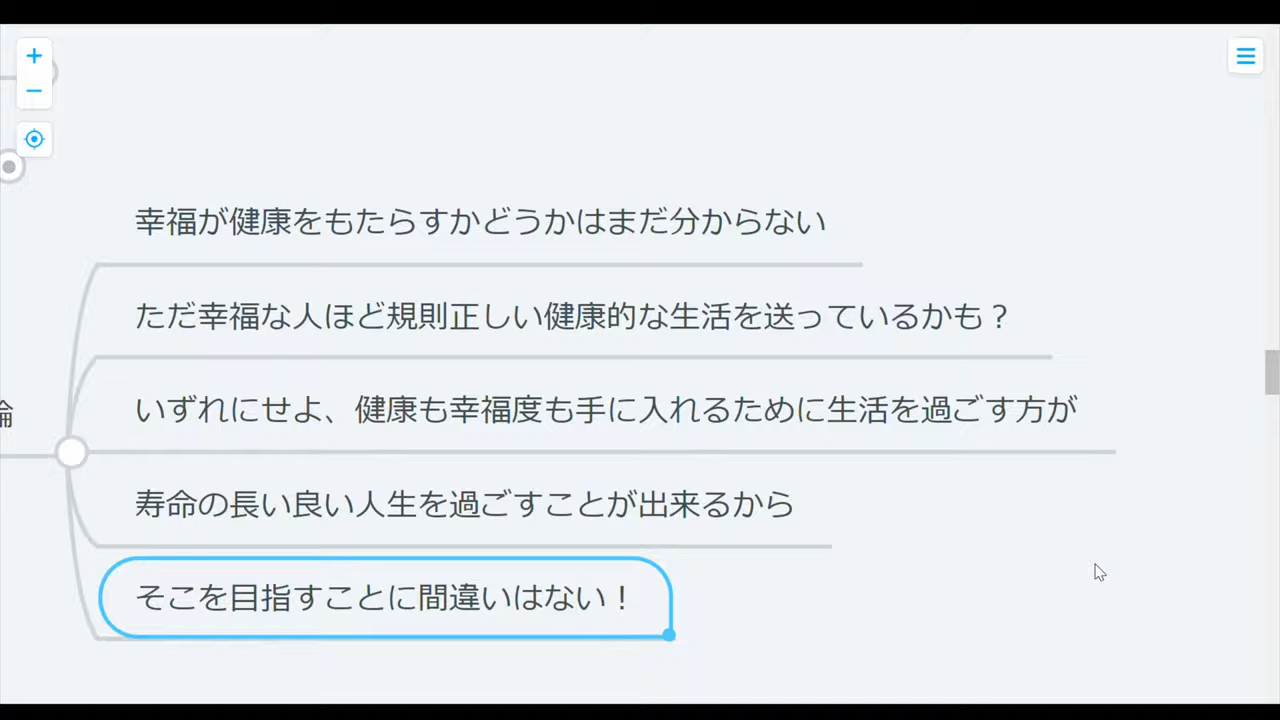 幸福が健康をもたらすかどうかはまだ分からない
ただ幸福な人ほど規則正しい健康的な生活を送っているかも？
いずれにせよ、健康も幸福度も手に入れるために生活を過ごす方が
寿命の長い良い人生を過ごすことが出来るから
そこを目指すことに間違いはない！